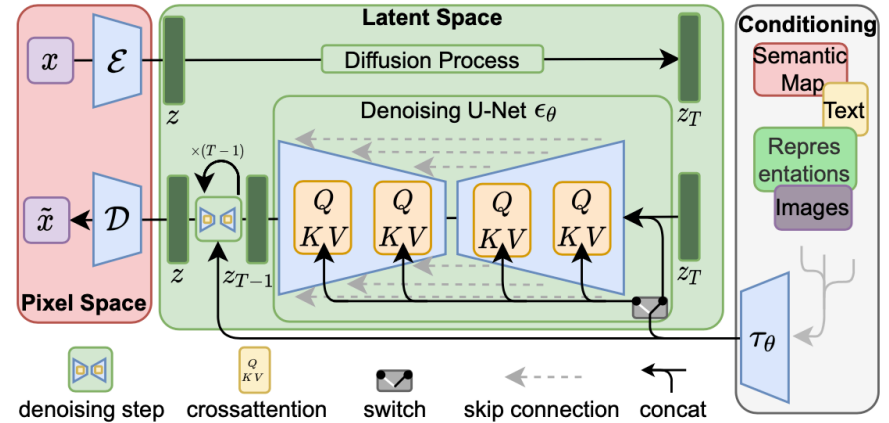 Latent Space
Conditioning
x
ℰ
z
Diffusion Process
z_T
Semantic
Map
Text
Repres
entations
Images
Denoising U-Net ϵ_θ
×(T−1)
x̃
𝒟
z
z_{T−1}
Q
KV
Q
KV
Q
KV
Q
KV
z_T
Pixel Space
τ_θ
Q
KV
denoising step
crossattention
switch
skip connection
concat